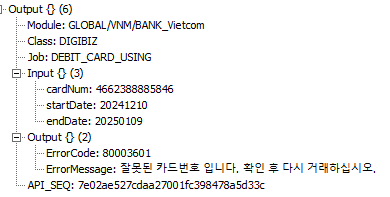 Output {} (6)
Module: GLOBAL/VNM/BANK_Vietcom
Class: DIGIBIZ
Job: DEBIT_CARD_USING
Input {} (3)
cardNum: 4662388885846
startDate: 20241210
endDate: 20250109
Output {} (2)
ErrorCode: 80003601
ErrorMessage: 잘못된 카드번호 입니다. 확인 후 다시 거래하십시오.
API_SEQ: 7e02ae527cdaa27001fc398478a5d33c